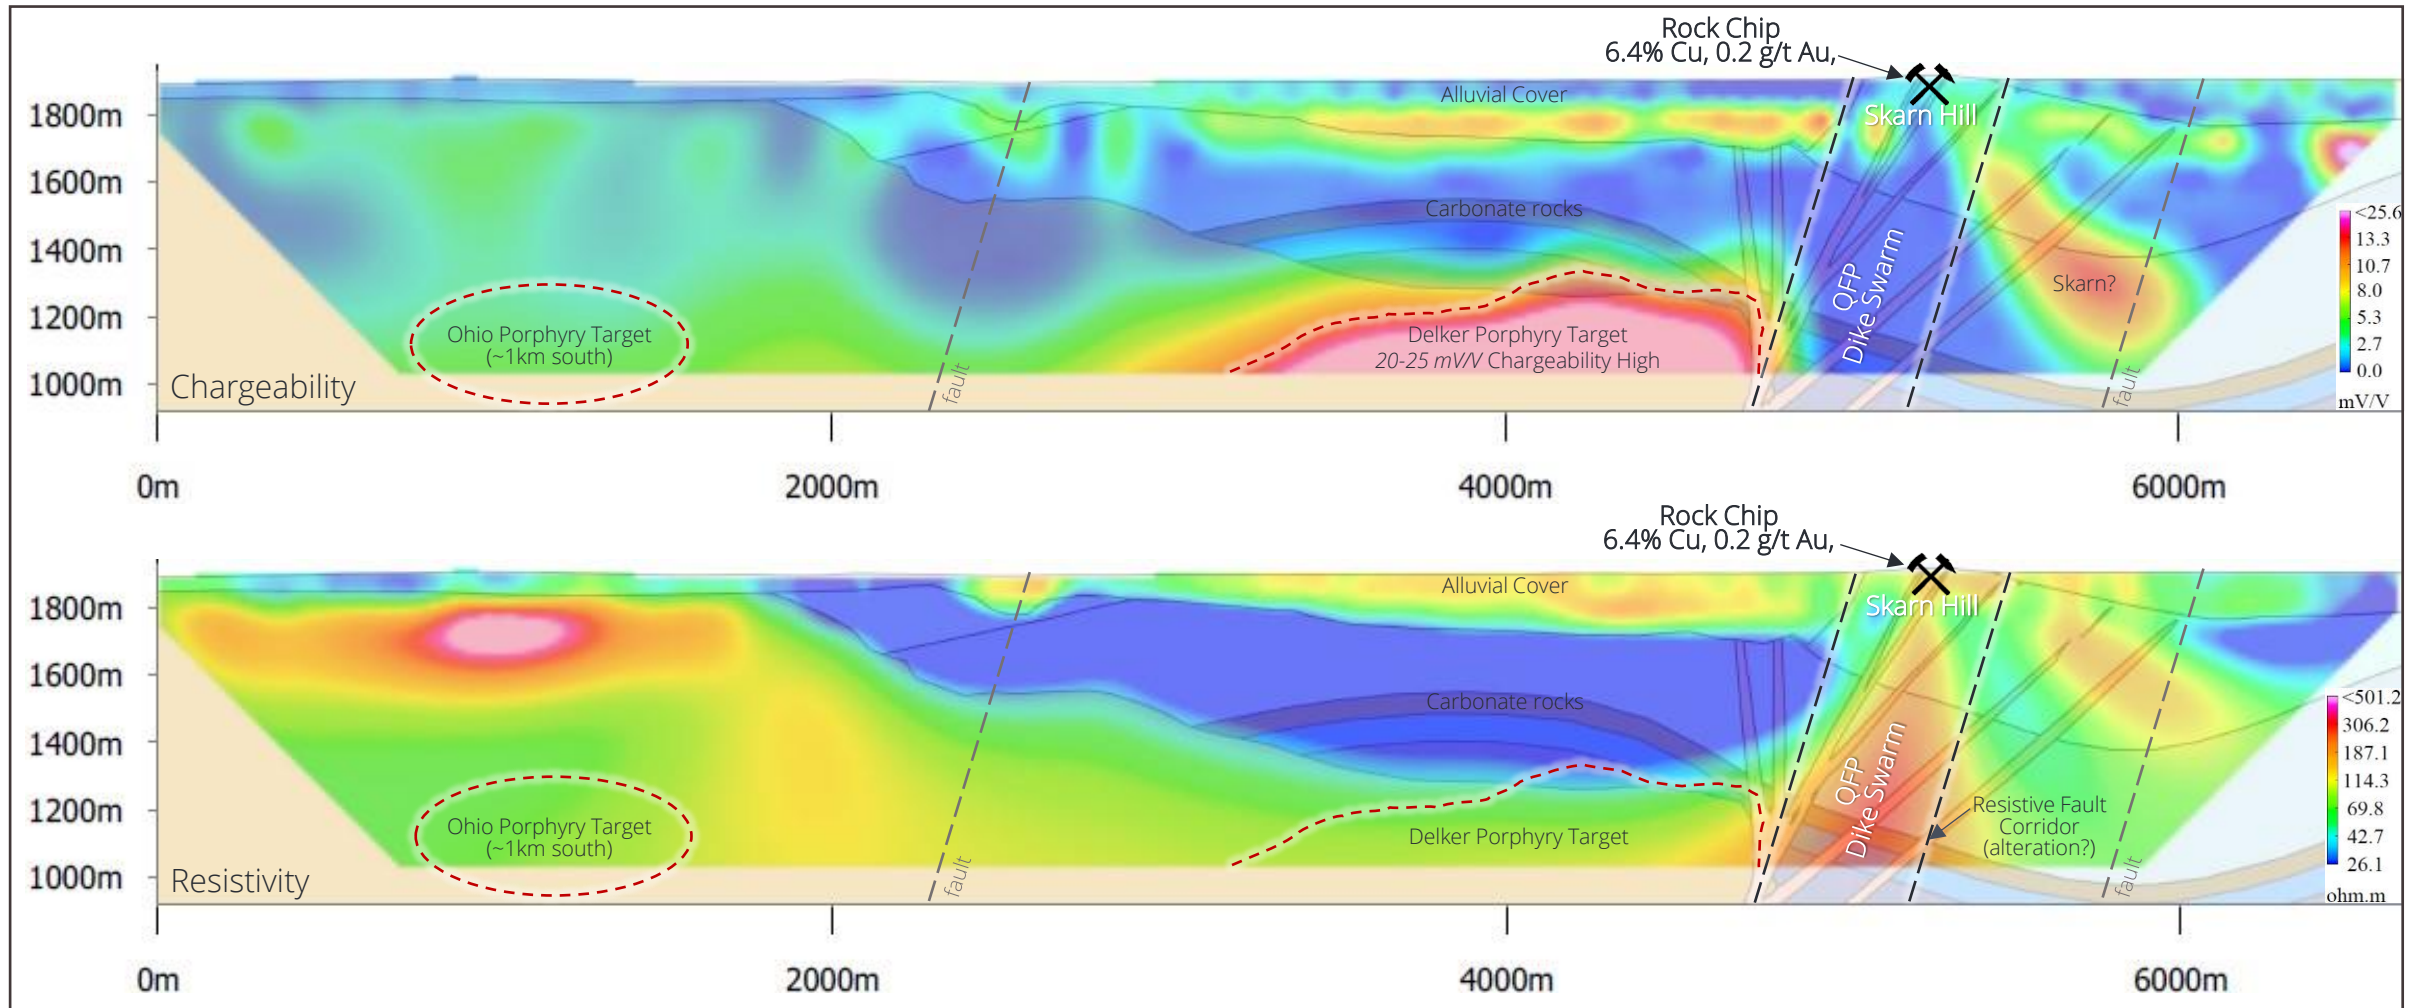 Rock Chip
6.4% Cu, 0.2 g/t Au,
1800m
1600m
1400m
1200m
1000m
Alluvial Cover
Skarn Hill
Carbonate rocks
QFP
Dike Swarm
Skarn?
Ohio Porphyry Target
(~1km south)
Delker Porphyry Target
20-25 mV/V Chargeability High
fault
fault
Chargeability
<25.6
13.3
10.7
8.0
5.3
2.7
0.0
mV/V
0m
2000m
4000m
6000m
Rock Chip
6.4% Cu, 0.2 g/t Au,
1800m
1600m
1400m
1200m
1000m
Alluvial Cover
Skarn Hill
Carbonate rocks
QFP
Dike Swarm
Resistive Fault
Corridor
(alteration?)
Ohio Porphyry Target
(~1km south)
Delker Porphyry Target
fault
fault
Resistivity
<501.2
306.2
187.1
114.3
69.8
42.7
26.1
ohm.m
0m
2000m
4000m
6000m